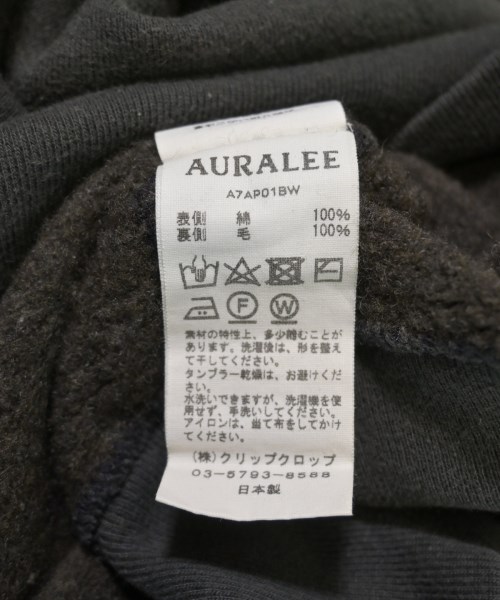 AURALEE
A7AP01BW
表側 綿 100%
裏側 毛 100%
F W
素材の特性上、多少縮むことが
あります。洗濯後は、形を整え
て干してください。
タンブラー乾燥は、お避けくだ
さい。
水洗いできますが、洗濯機を使
用せず、手洗いしてください。
アイロンは、当て布をしてかけ
てください。
(株)クリップクロップ
03-5793-8588
日本製